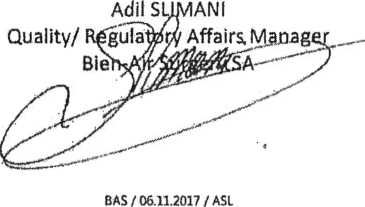 Adil SLIMANI
Quality/ Regulatory Affairs Manager
Bien-Air Surgery SA
BAS / 06.11.2017 / ASL